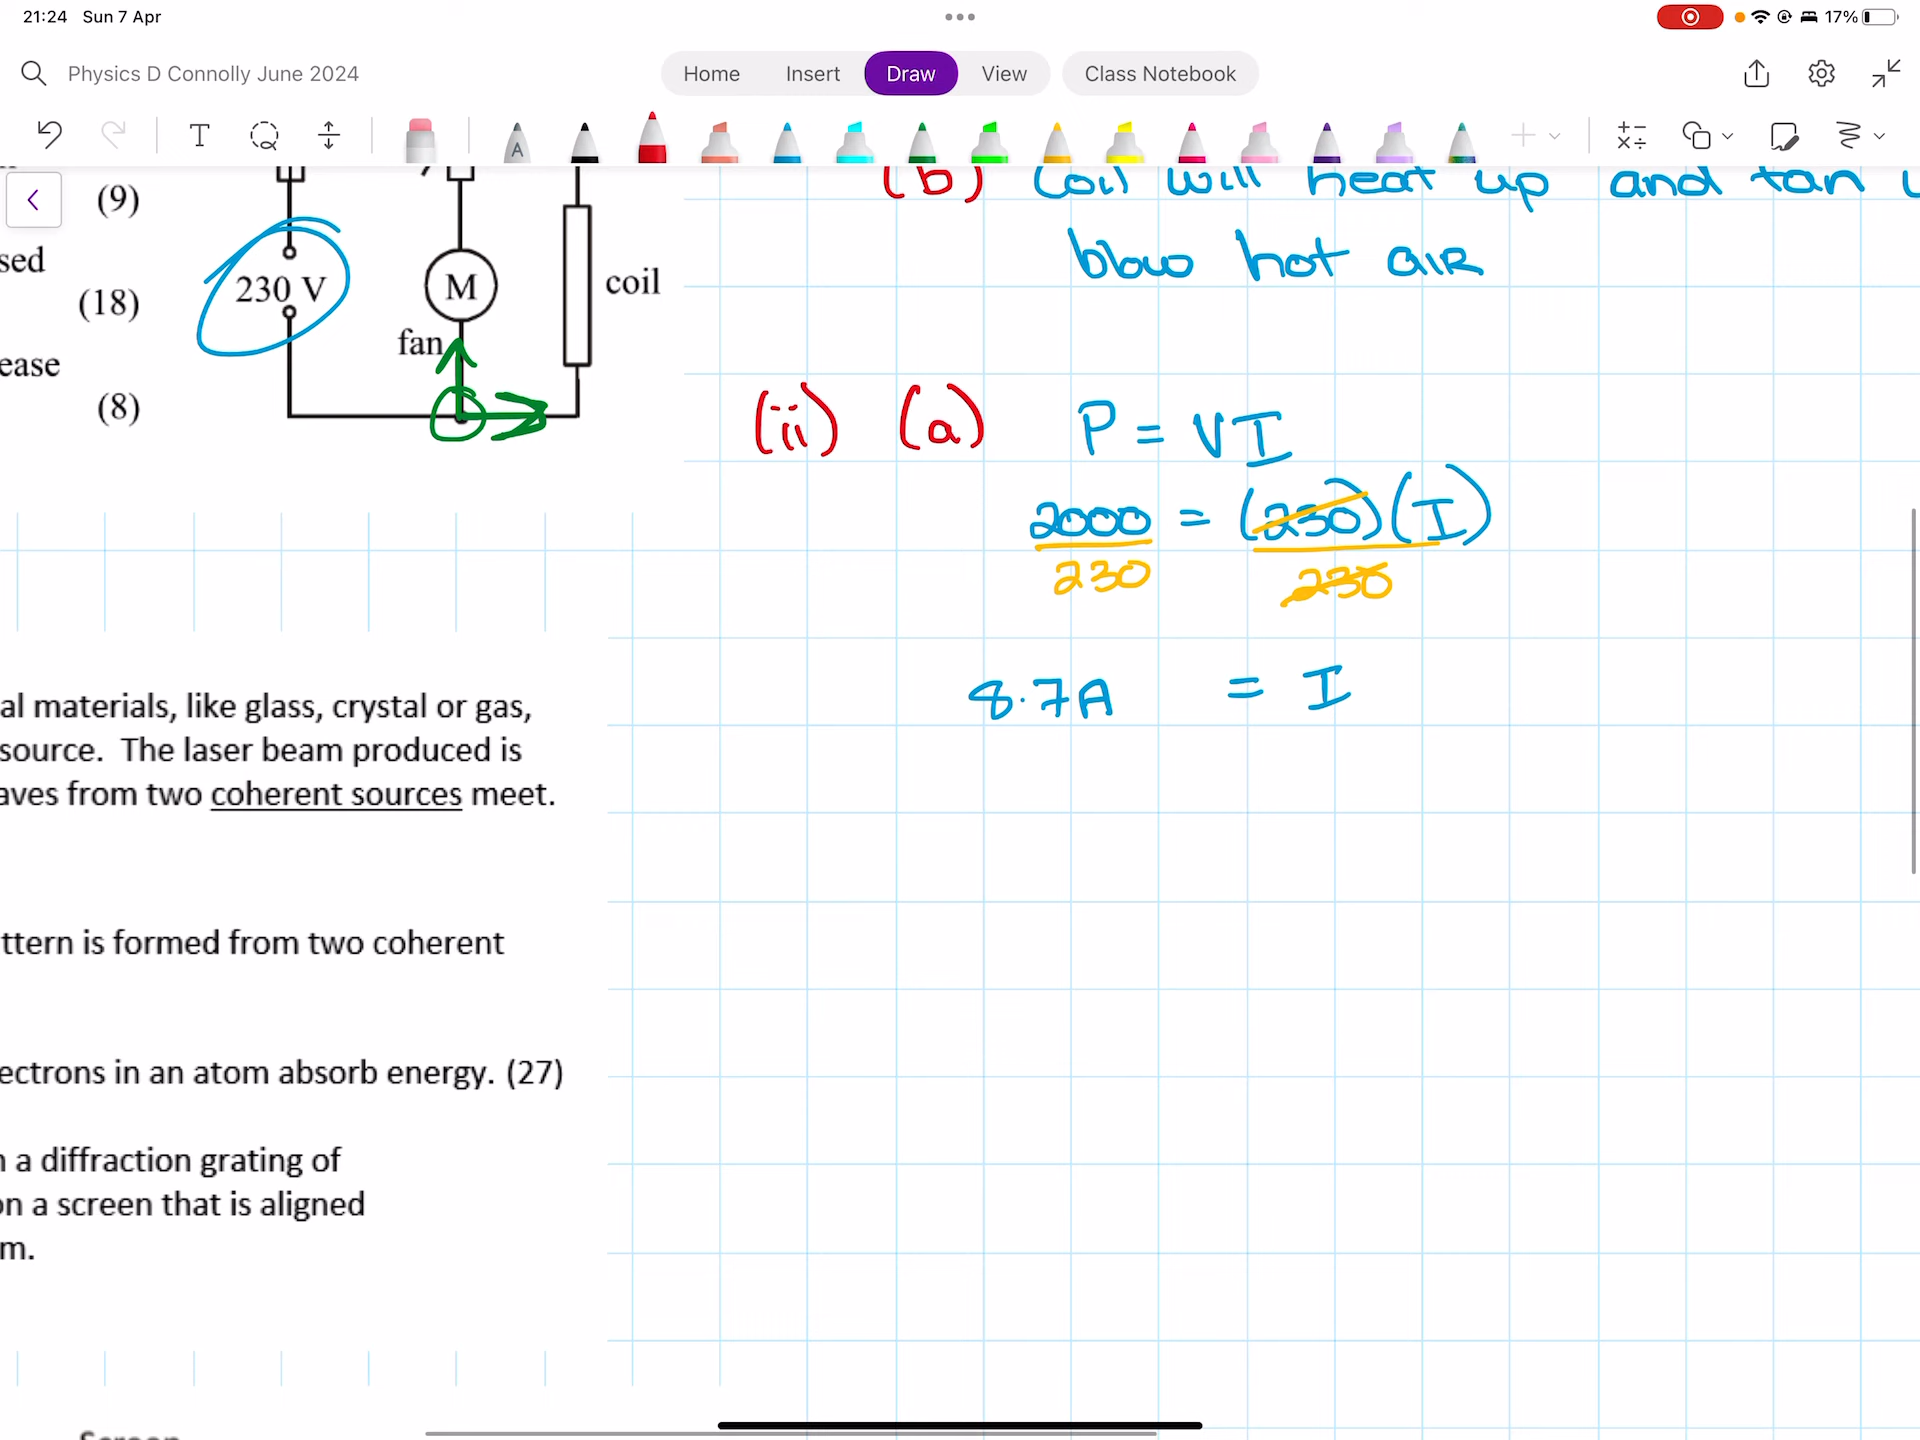 21:24 Sun 7 Apr
17%
Physics D Connolly June 2024
Home Insert Draw View Class Notebook
T
A
(9)
sed
(18)
ease
(8)
230 V
M
fan
coil
(b) Coil will heat up and fan
blow hot air
(ii) (a) P = VI
2000 = (230)(I)
230 230
8.7A = I
al materials, like glass, crystal or gas,
source. The laser beam produced is
aves from two coherent sources meet.
ttern is formed from two coherent
ectrons in an atom absorb energy. (27)
a diffraction grating of
on a screen that is aligned
m.